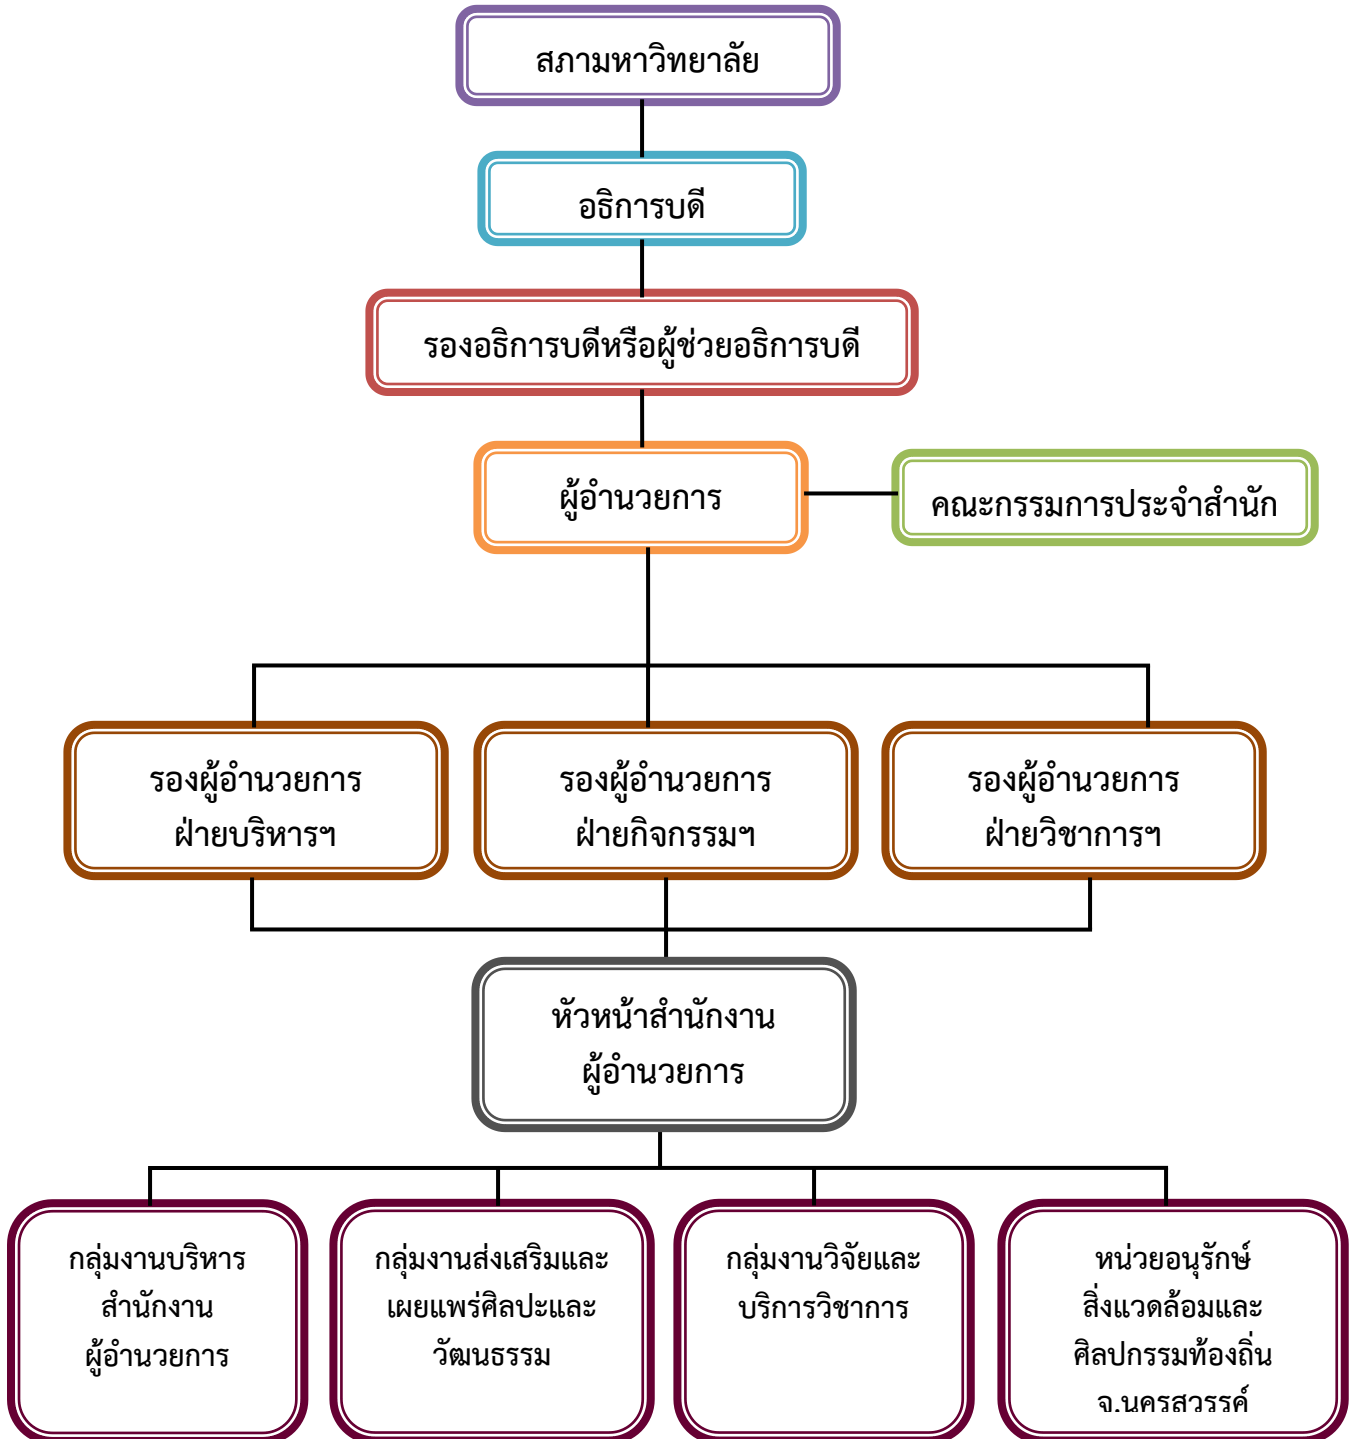 สภามหาวิทยาลัย
อธิการบดี
รองอธิการบดีหรือผู้ช่วยอธิการบดี
ผู้อำนวยการ
คณะกรรมการประจำสำนัก
รองผู้อำนวยการ
ฝ่ายบริหารฯ
รองผู้อำนวยการ
ฝ่ายกิจกรรมฯ
รองผู้อำนวยการ
ฝ่ายวิชาการฯ
หัวหน้าสำนักงาน
ผู้อำนวยการ
กลุ่มงานบริหาร
สำนักงาน
ผู้อำนวยการ
กลุ่มงานส่งเสริมและ
เผยแพร่ศิลปะและ
วัฒนธรรม
กลุ่มงานวิจัยและ
บริการวิชาการ
หน่วยอนุรักษ์
สิ่งแวดล้อมและ
ศิลปกรรมท้องถิ่น
จ.นครสวรรค์